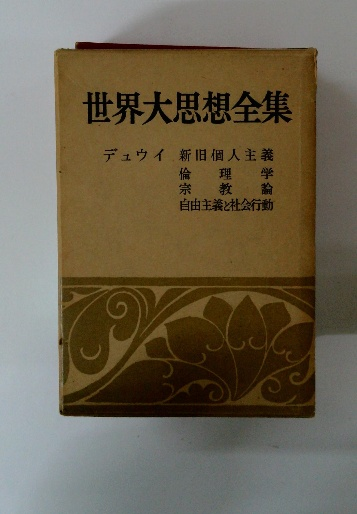 世界大思想全集
デュウイ 新旧個人主義
倫理学
宗教論
自由主義と社会行動